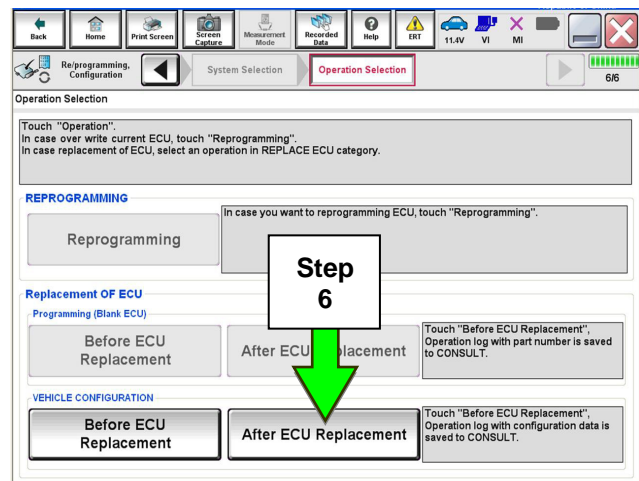 Back
Home
Print Screen
Screen
Capture
Measurement
Mode
Recorded
Data
Help
ERT
11.4V
VI
MI
Re/programming,
Configuration
System Selection
Operation Selection
6/6
Operation Selection
Touch "Operation".
In case over write current ECU, touch "Reprogramming".
In case replacement of ECU, select an operation in REPLACE ECU category.
REPROGRAMMING
Reprogramming
In case you want to reprogramming ECU, touch "Reprogramming".
Step
6
Replacement OF ECU
Programming (Blank ECU)
Before ECU
Replacement
After ECU Replacement
Touch "Before ECU Replacement",
Operation log with part number is saved
to CONSULT.
VEHICLE CONFIGURATION
Before ECU
Replacement
After ECU Replacement
Touch "Before ECU Replacement",
Operation log with configuration data is
saved to CONSULT.